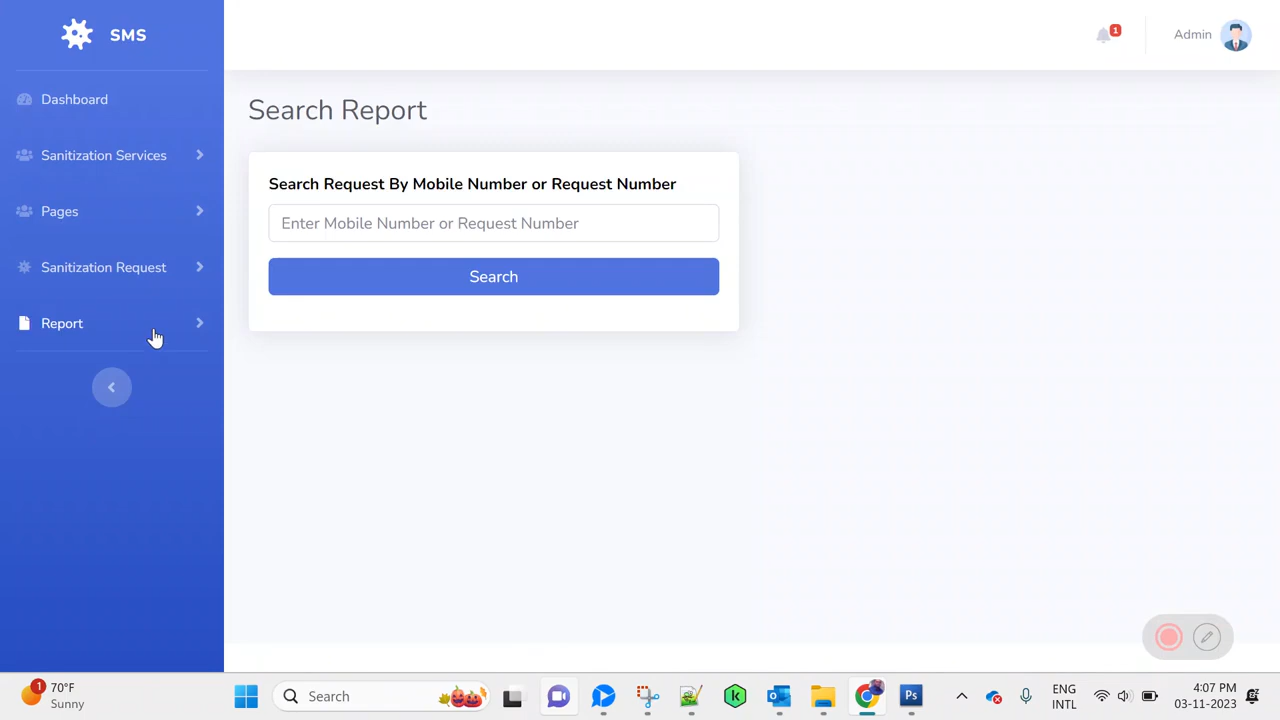 SMS
1
Admin
Dashboard
Search Report
Sanitization Services
Search Request By Mobile Number or Request Number
Pages
Enter Mobile Number or Request Number
Sanitization Request
Search
Report
1
70°F
Sunny
Search
Ps
ENG
INTL
4:07 PM
03-11-2023